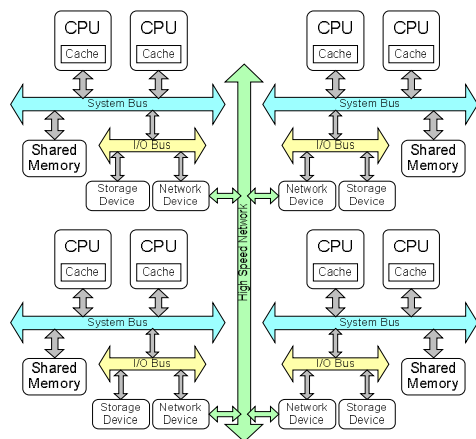 CPU
Cache
CPU
Cache
System Bus
Shared
Memory
I/O Bus
Storage
Device
Network
Device
CPU
Cache
CPU
Cache
System Bus
I/O Bus
Shared
Memory
Network
Device
Storage
Device
High Speed Network
CPU
Cache
CPU
Cache
System Bus
Shared
Memory
I/O Bus
Storage
Device
Network
Device
CPU
Cache
CPU
Cache
System Bus
I/O Bus
Shared
Memory
Network
Device
Storage
Device